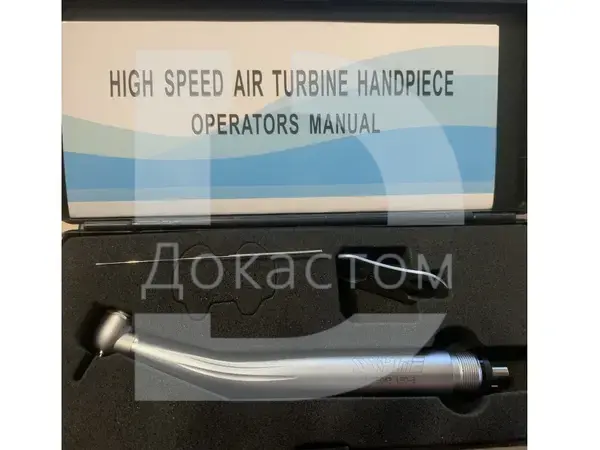 HIGH SPEED AIR TURBINE HANDPIECE
OPERATORS MANUAL
Докастом